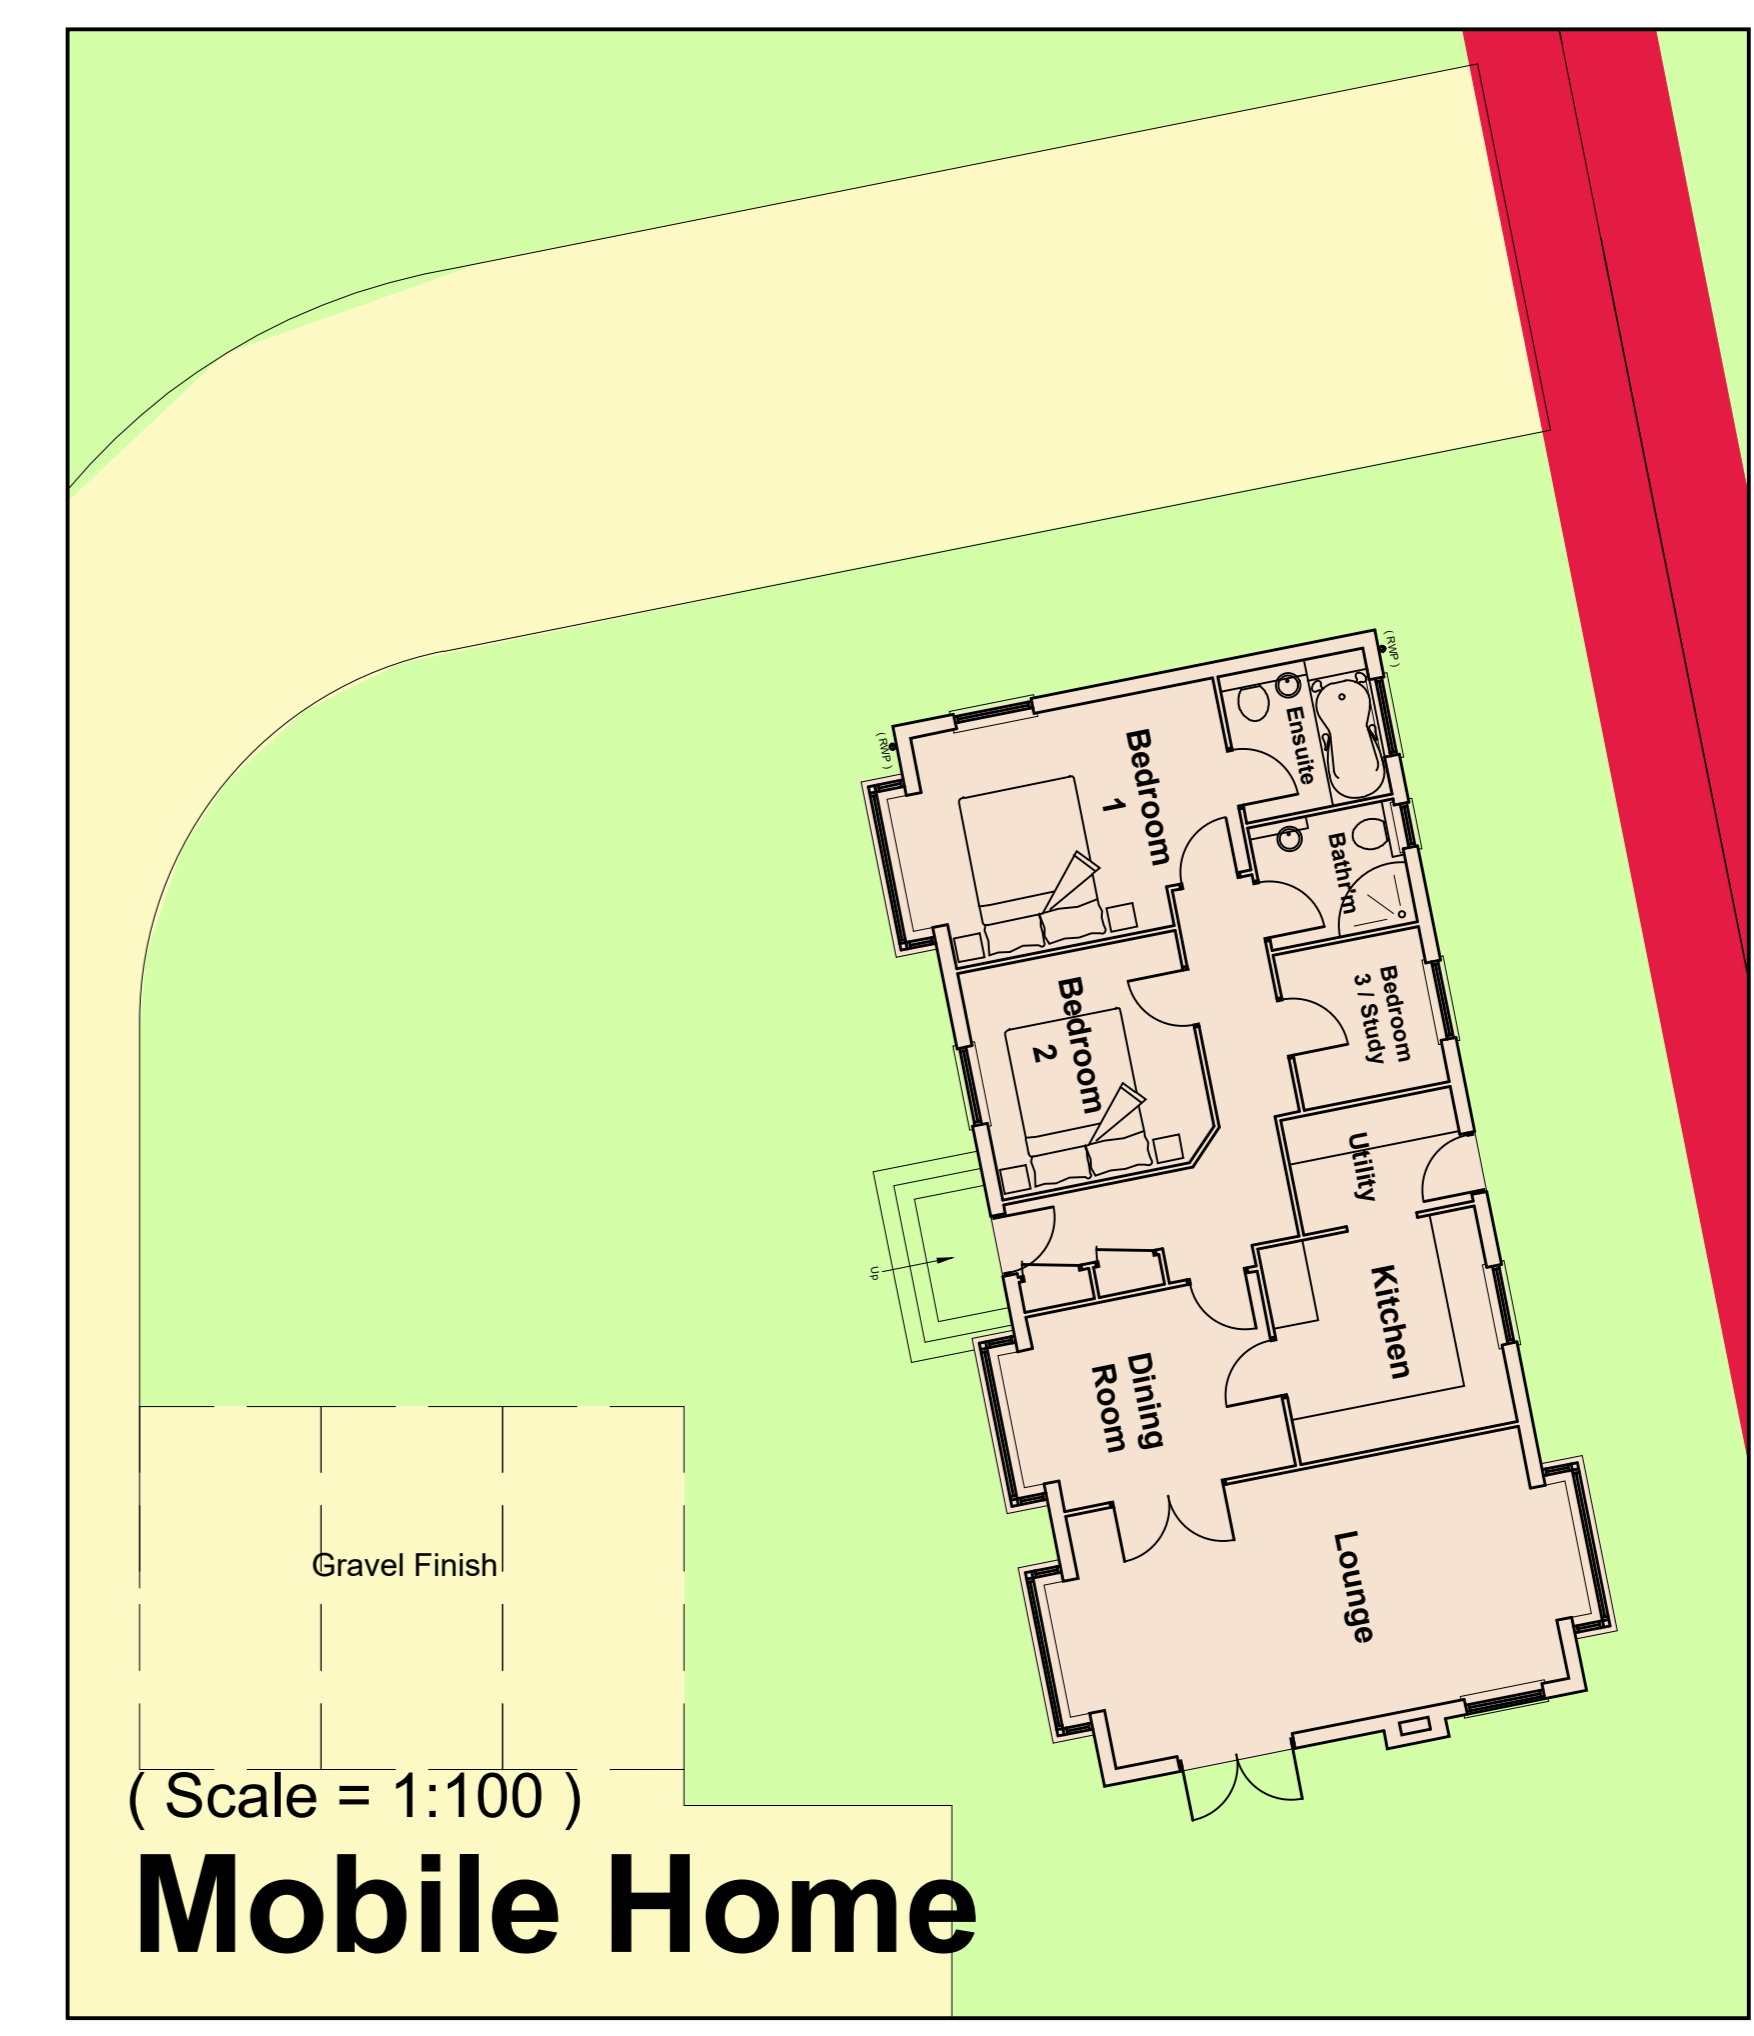 ( RWP )
( RWP )
Ensuite
Bedroom
1
Bathr'm
Bedroom
3 / Study
Bedroom
2
Utility
Up
Kitchen
Dining
Room
Lounge
Gravel Finish
( Scale = 1:100 )
Mobile Home